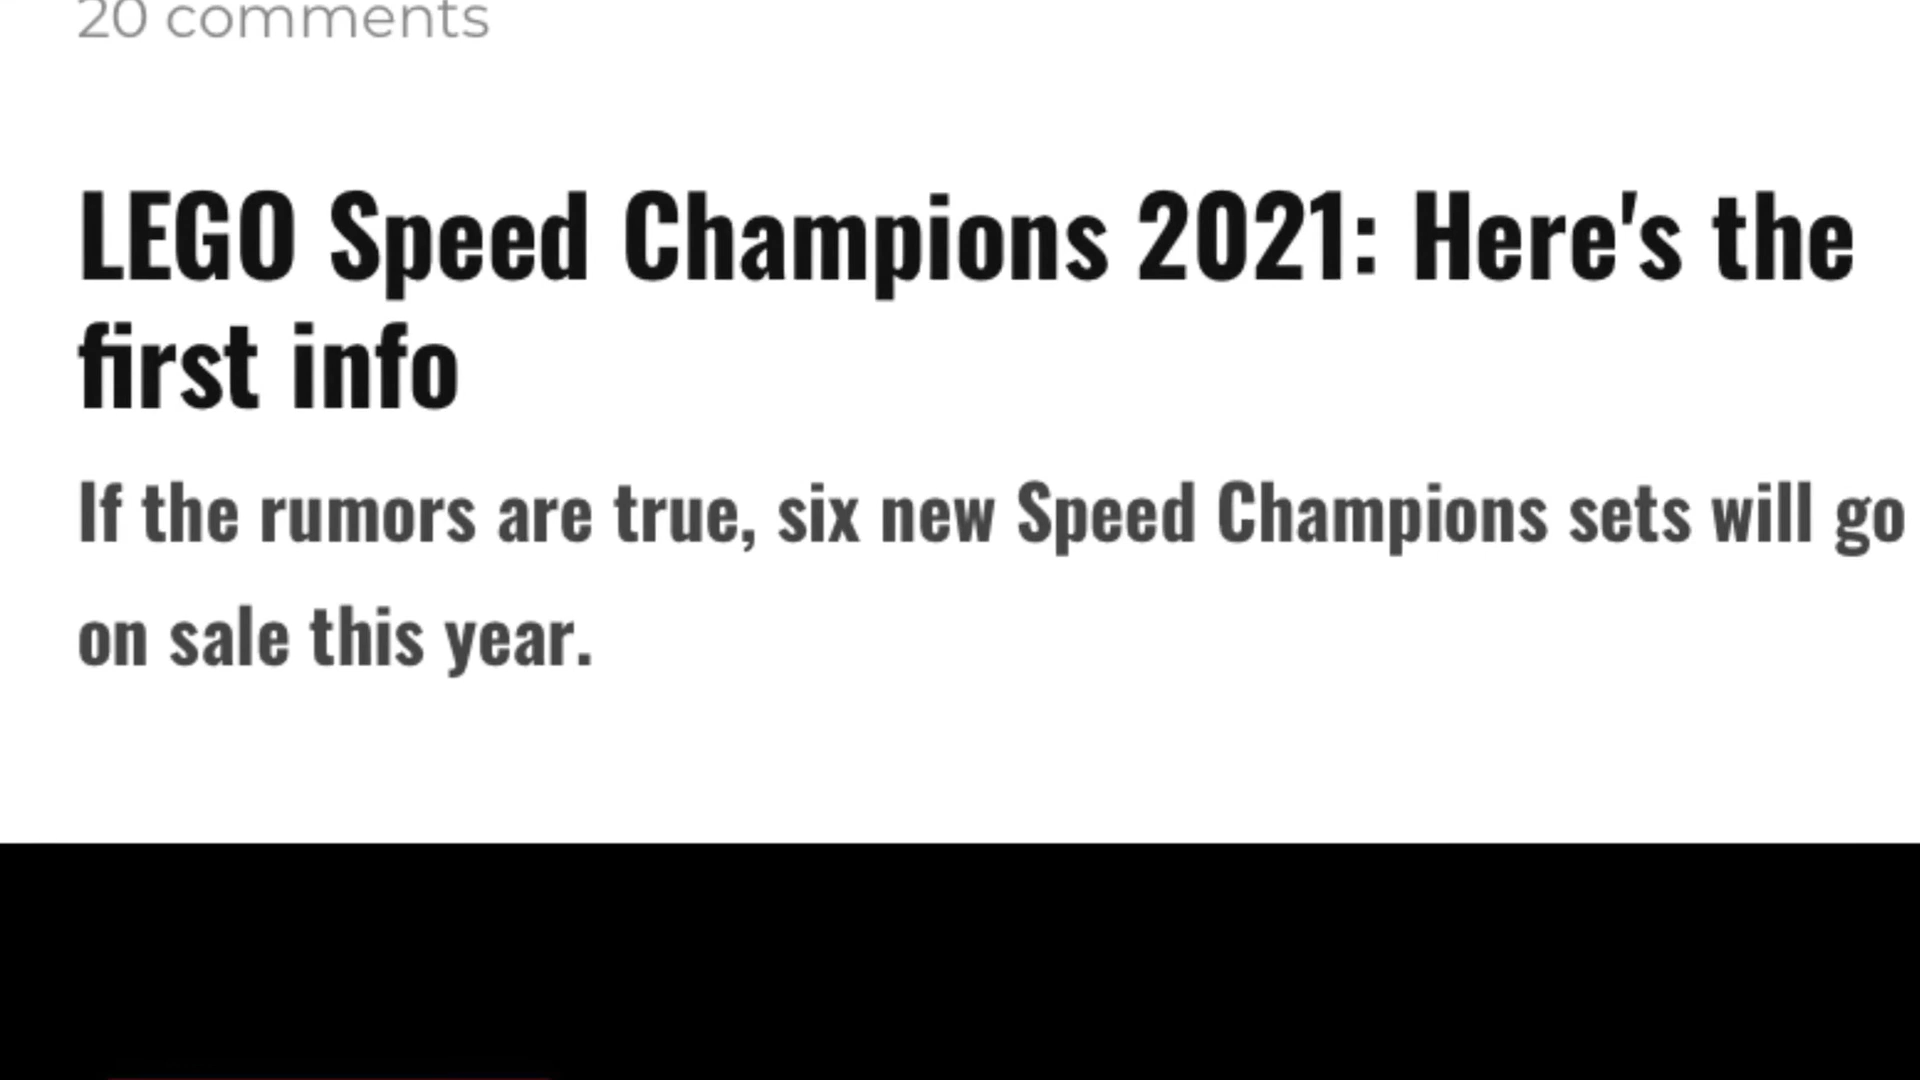 20 comments
LEGO Speed Champions 2021: Here's the
first info
If the rumors are true, six new Speed Champions sets will go
on sale this year.